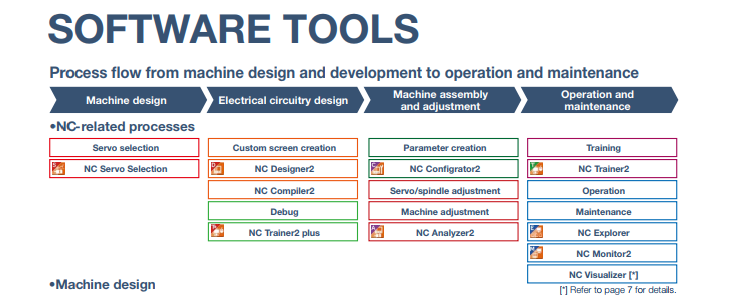 SOFTWARE TOOLS
Process flow from machine design and development to operation and maintenance
Machine design
Electrical circuitry design
Machine assembly
and adjustment
Operation and
maintenance
•NC-related processes
Servo selection
NC Servo Selection
Custom screen creation
NC Designer2
NC Compiler2
Debug
NC Trainer2 plus
Parameter creation
NC Configrator2
Servo/spindle adjustment
Machine adjustment
NC Analyzer2
Training
NC Trainer2
Operation
Maintenance
NC Explorer
NC Monitor2
NC Visualizer [*]
[*] Refer to page 7 for details.
•Machine design